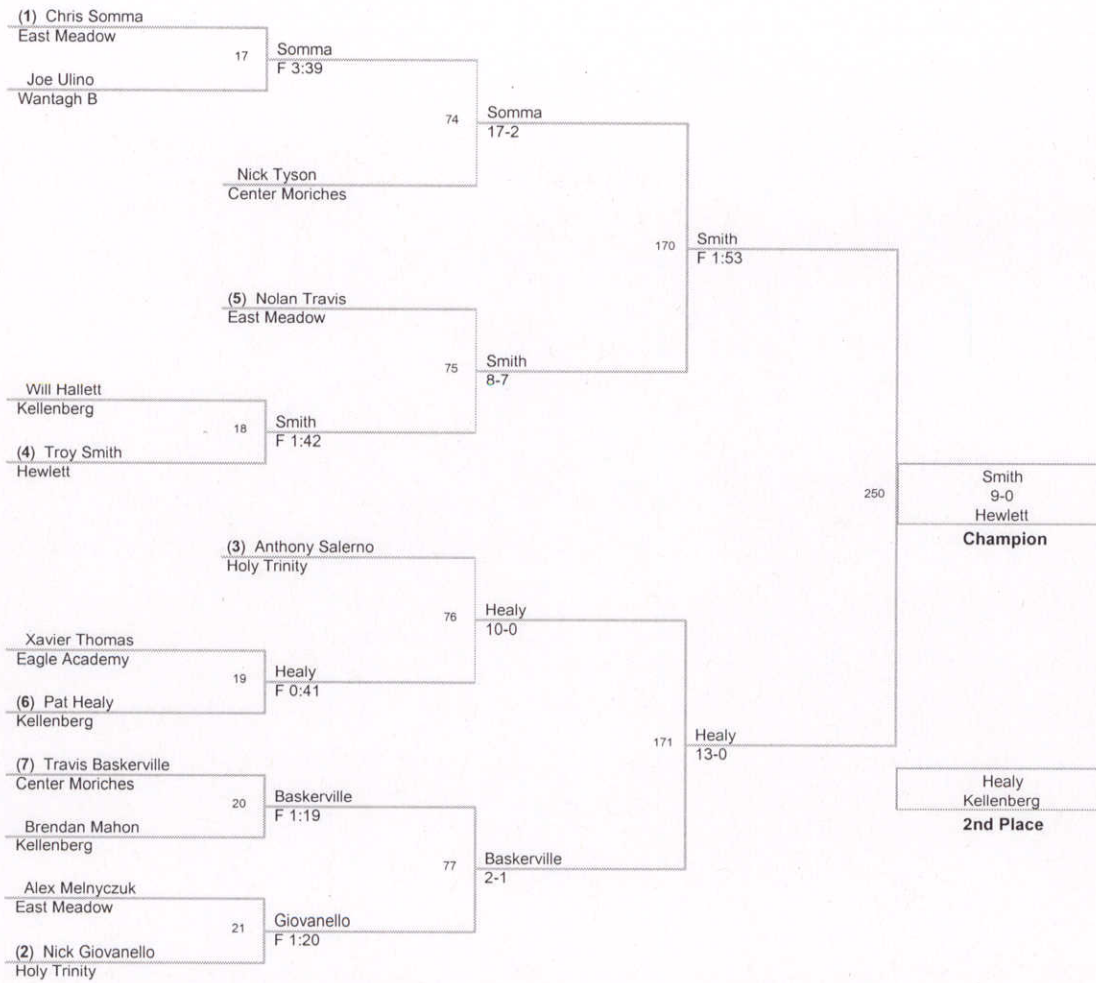 (1) Chris Somma
East Meadow
17
Somma
F 3:39
Joe Ulino
Wantagh B
74
Somma
17-2
Nick Tyson
Center Moriches
170
Smith
F 1:53
(5) Nolan Travis
East Meadow
75
Smith
8-7
Will Hallett
Kellenberg
18
Smith
F 1:42
(4) Troy Smith
Hewlett
250
Smith
9-0
Hewlett
Champion
(3) Anthony Salerno
Holy Trinity
76
Healy
10-0
Xavier Thomas
Eagle Academy
19
Healy
F 0:41
(6) Pat Healy
Kellenberg
171
Healy
13-0
(7) Travis Baskerville
Center Moriches
20
Baskerville
F 1:19
Brendan Mahon
Kellenberg
77
Baskerville
2-1
Alex Melnyczuk
East Meadow
21
Giovanello
F 1:20
(2) Nick Giovanello
Holy Trinity
Healy
Kellenberg
2nd Place